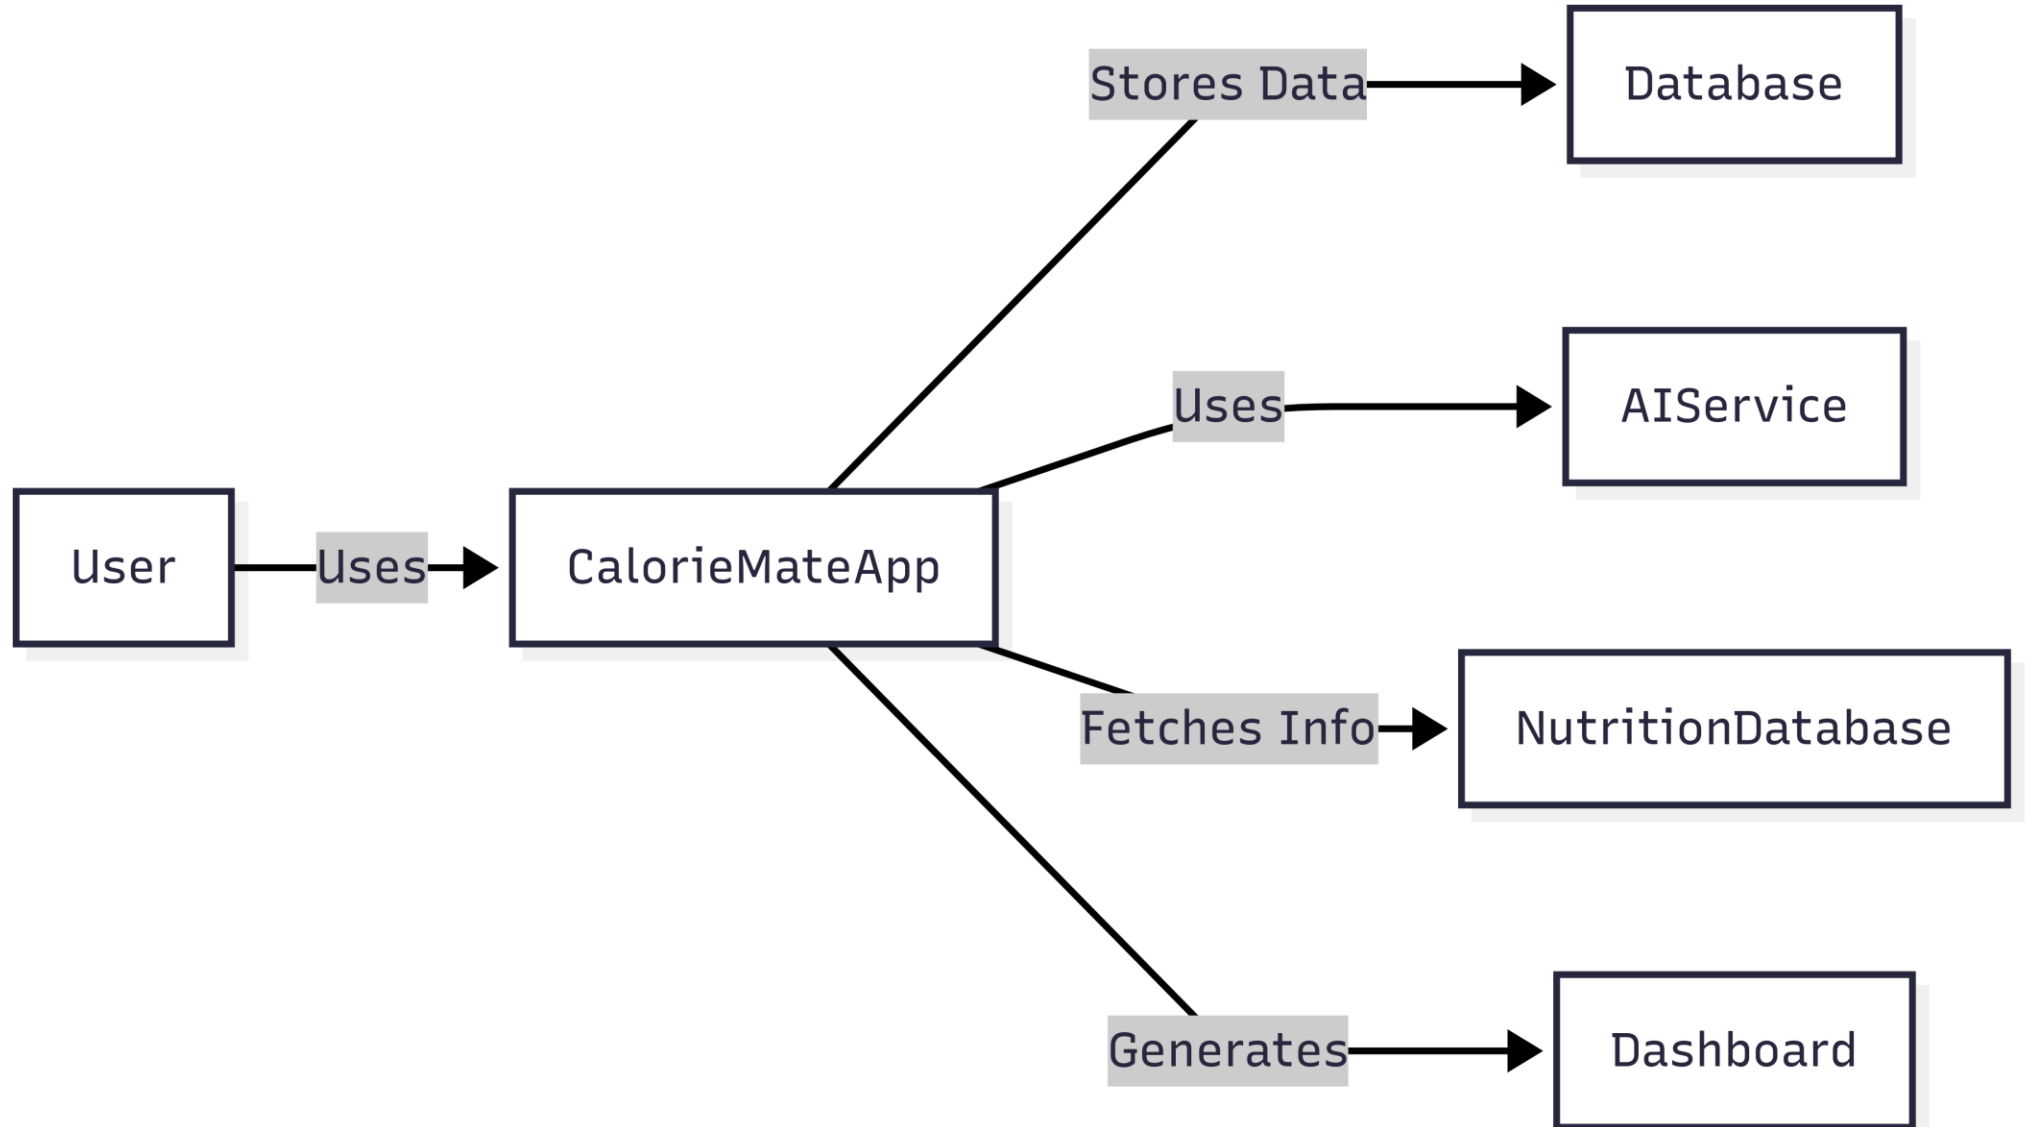 Stores Data
Database
Uses
AIService
User
Uses
CalorieMateApp
Fetches Info
NutritionDatabase
Generates
Dashboard